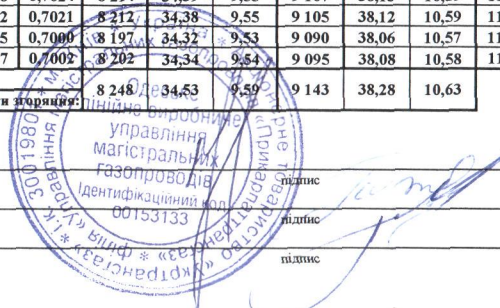 2 0,7021 8 212 34,38 9,55 9 105 38,12 10,59 1
5 0,7000 8 197 34,32 9,53 9 090 38,06 10,57 11
7 0,7002 8 202 34,34 9,54 9 095 38,08 10,58 11
8 248 34,53 9,59 9 143 38,28 10,63
и згоряння:
Одеське
лінійне виробниче
управління
магістральних
газопроводів
Ідентифікаційний код
00153133
підпис
підпис
підпис